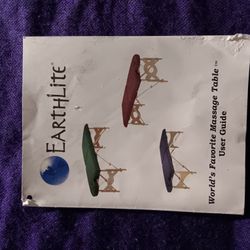 EARTHLITE®
World's Favorite Massage Table™
User Guide